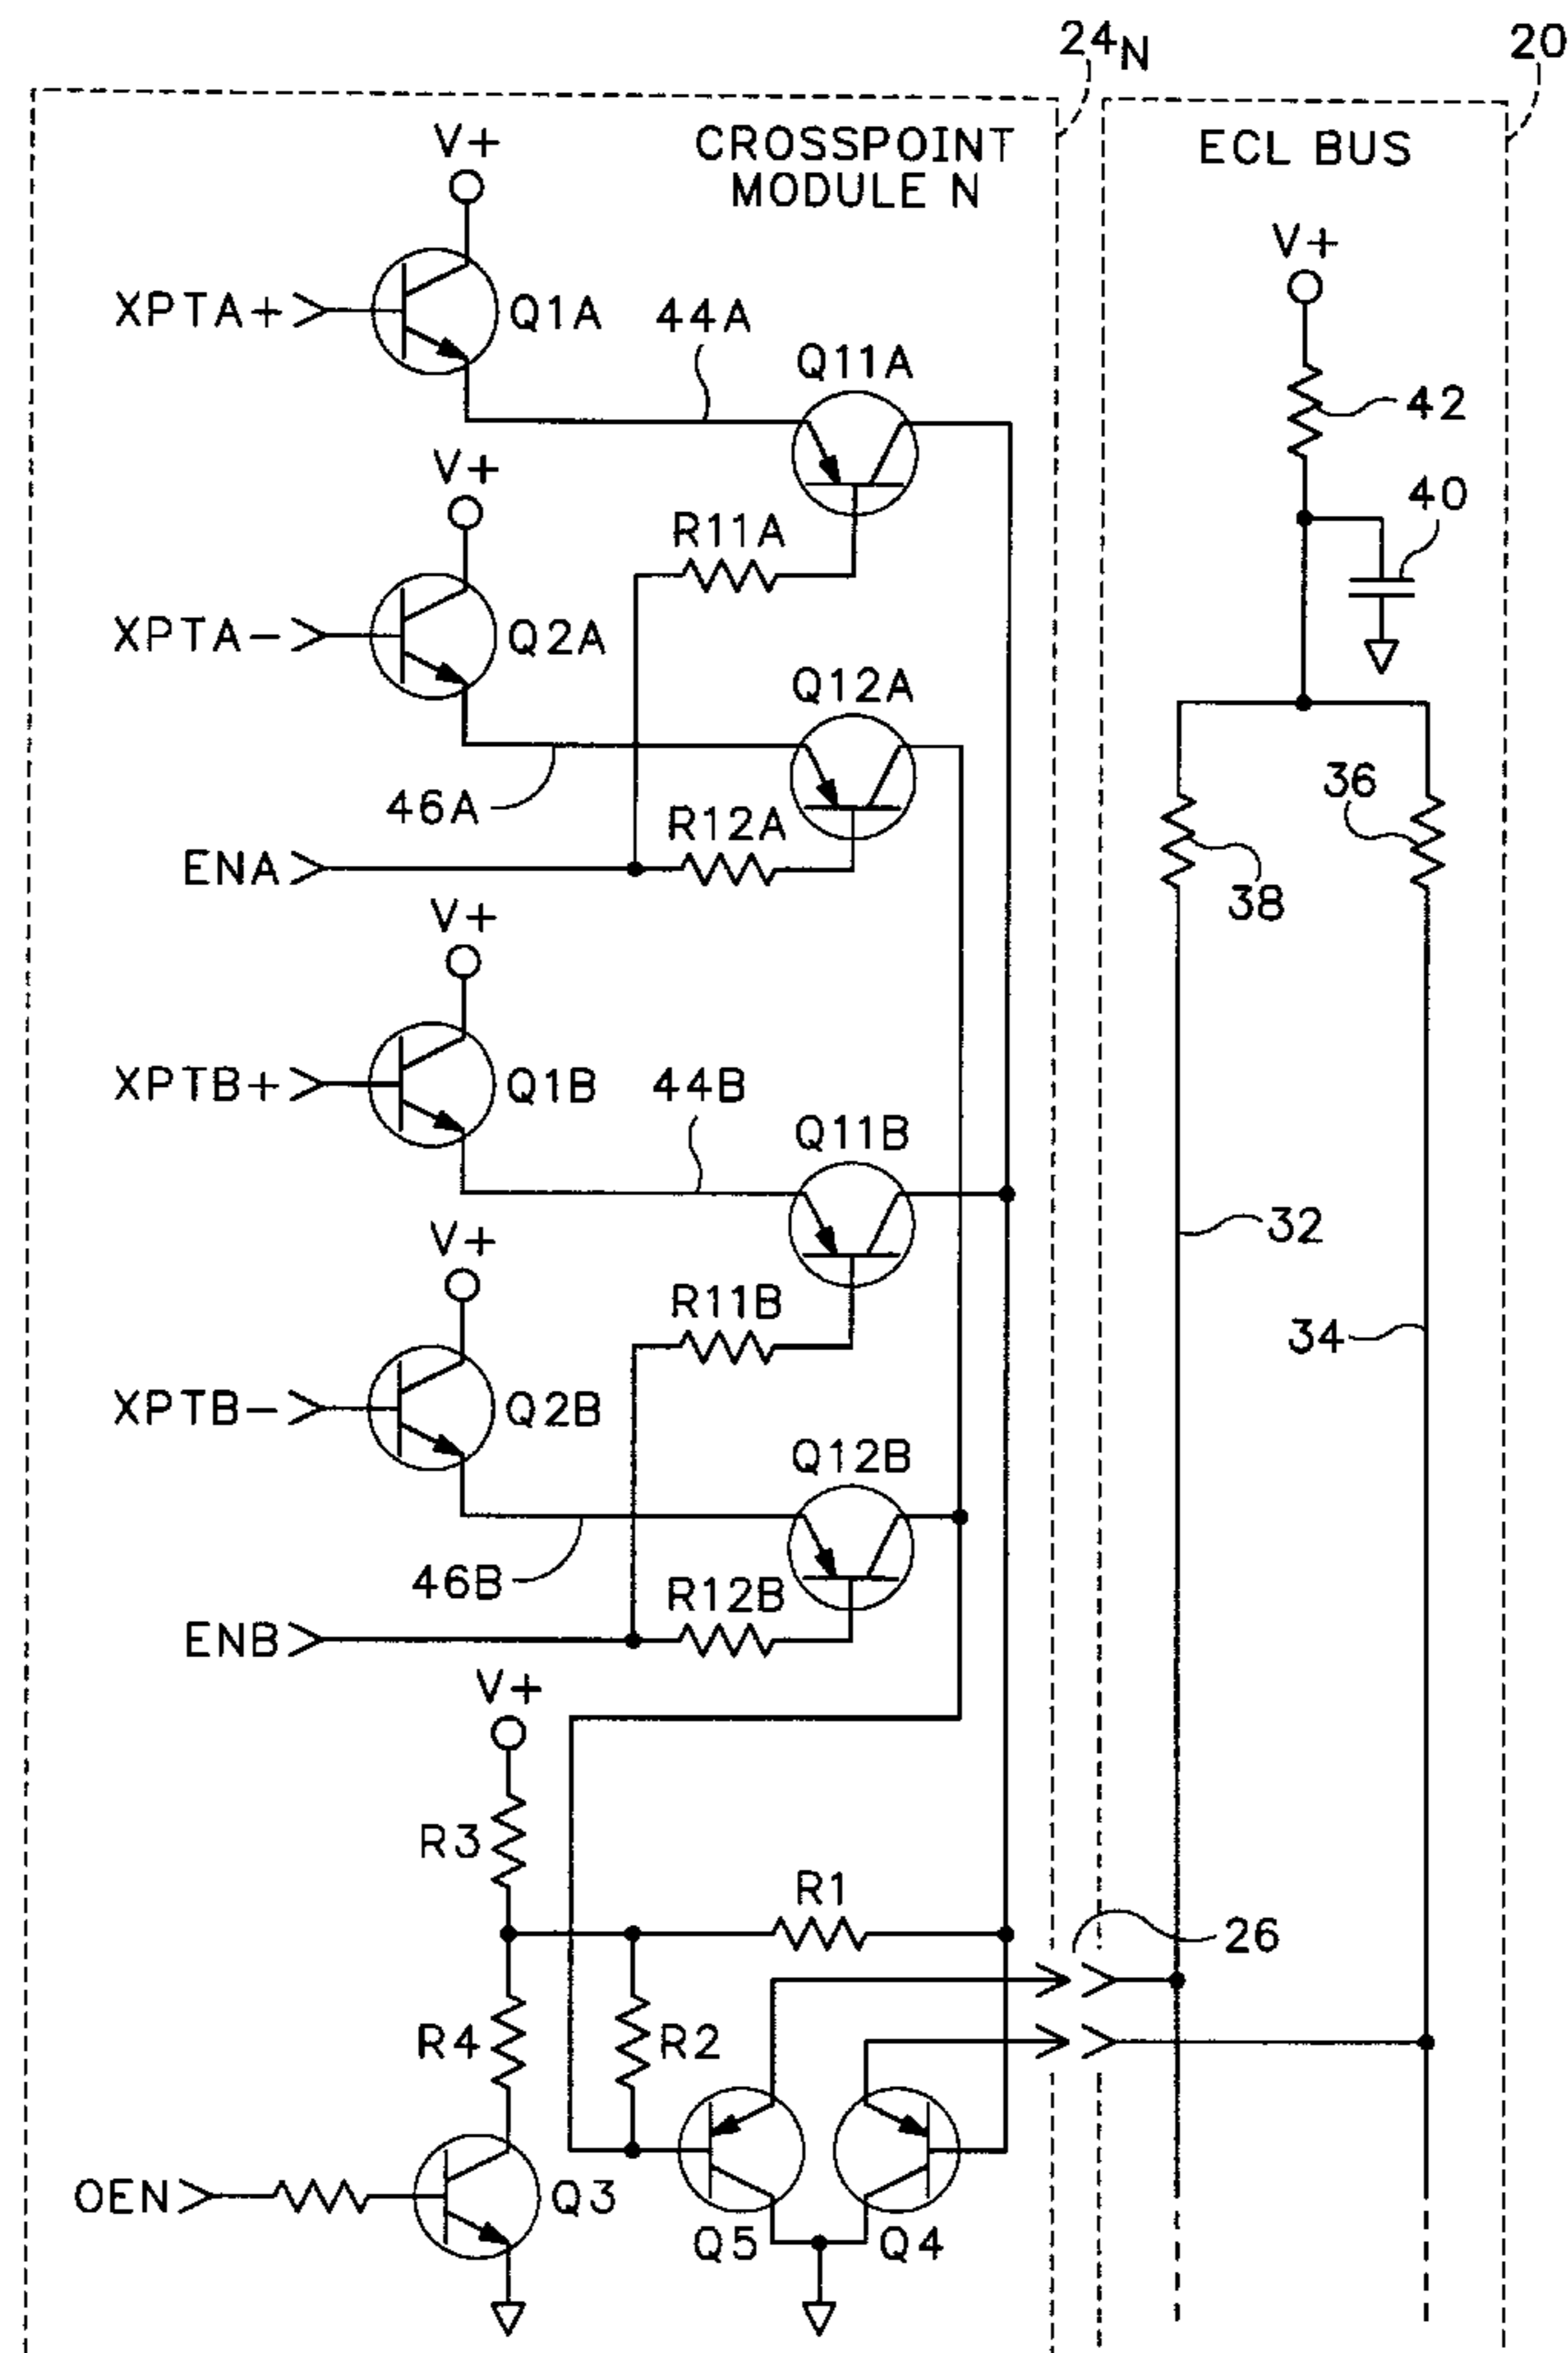 24N
20
CROSSPOINT
MODULE N
ECL BUS
V+
V+
XPTA+
Q1A
44A
Q11A
42
V+
40
R11A
XPTA-
Q2A
Q12A
36
46A
R12A
ENA
38
V+
XPTB+
Q1B
44B
Q11B
32
V+
R11B
34
XPTB-
Q2B
Q12B
46B
R12B
ENB
V+
R3
R1
26
R4
R2
OEN
Q3
Q5
Q4